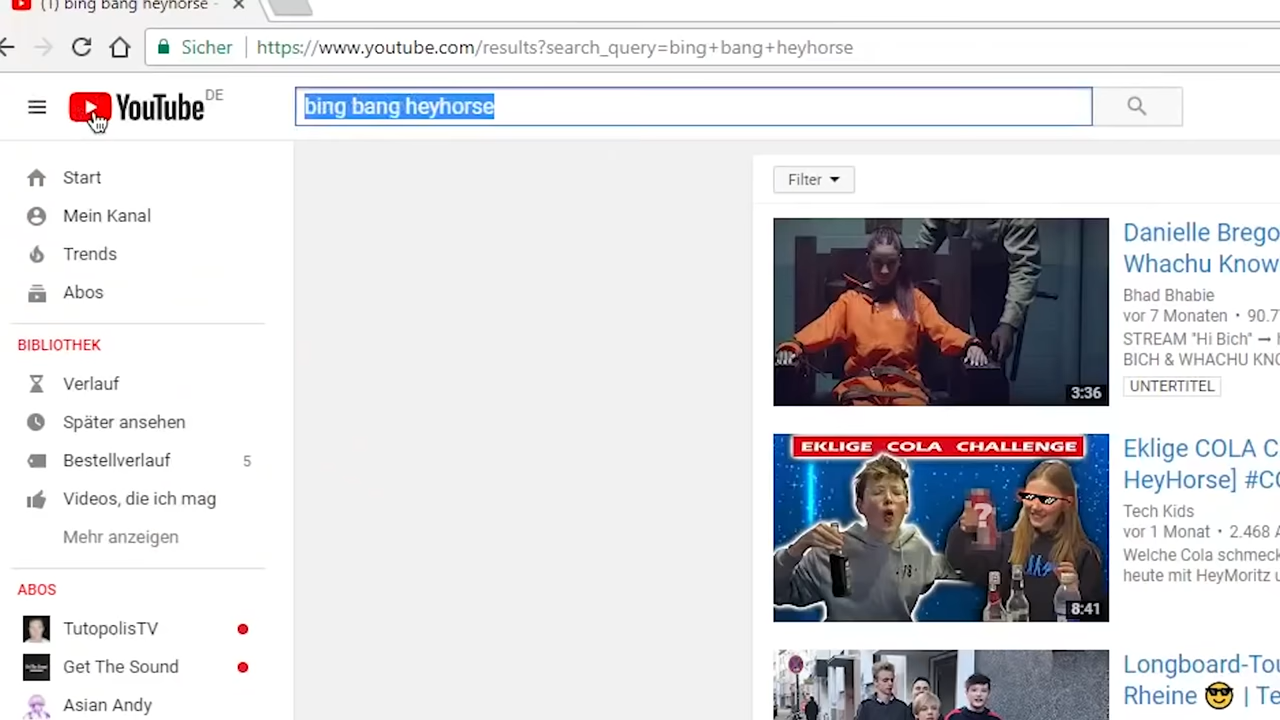 (1) bing bang heyhorse -
Sicher https://www.youtube.com/results?search_query=bing+bang+heyhorse
YouTube DE
bing bang heyhorse
Start
Mein Kanal
Trends
Abos
BIBLIOTHEK
Verlauf
Später ansehen
Bestellverlauf 5
Videos, die ich mag
Mehr anzeigen
ABOS
TutopolisTV
Get The Sound
Asian Andy
Filter
3:36
Danielle Brego
Whachu Know
Bhad Bhabie
vor 7 Monaten • 90.7
STREAM "Hi Bich" →
BICH & WHACHU KN
UNTERTITEL
EKLIGE COLA CHALLENGE
?
8:41
Eklige COLA C
HeyHorse] #C
Tech Kids
vor 1 Monat • 2.468 A
Welche Cola schmeck
heute mit HeyMoritz u
Longboard-Tou
Rheine 😎 | Te